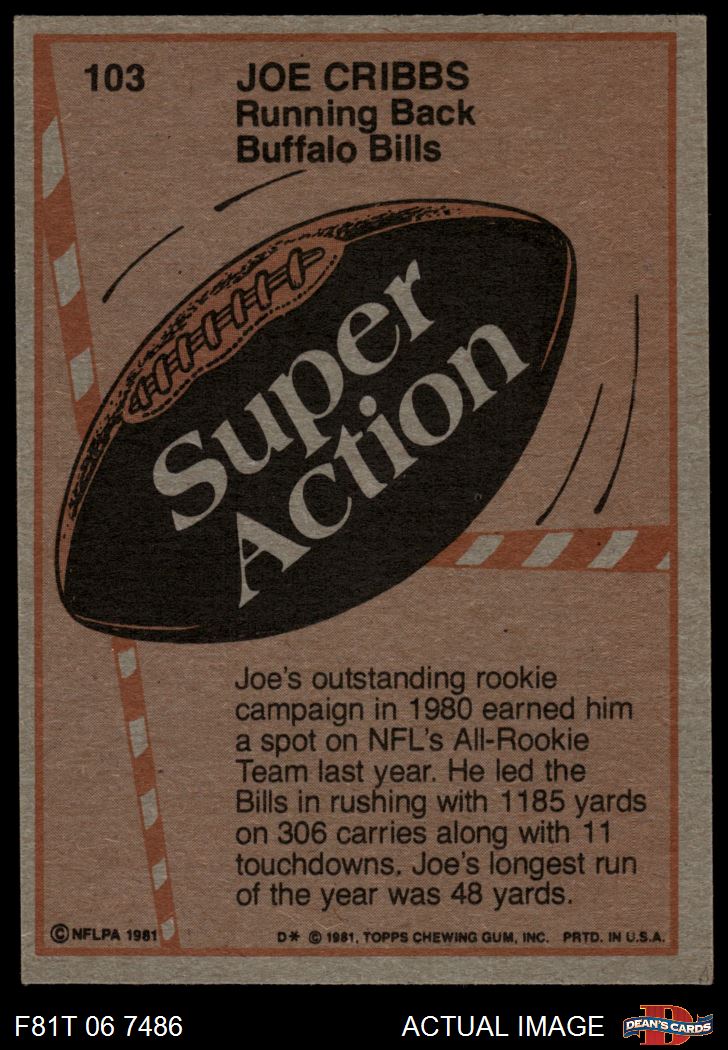 103
JOE CRIBBS
Running Back
Buffalo Bills
Super
Action
Joe's outstanding rookie
campaign in 1980 earned him
a spot on NFL's All-Rookie
Team last year. He led the
Bills in rushing with 1185 yards
on 306 carries along with 11
touchdowns. Joe's longest run
of the year was 48 yards.
© NFLPA 1981
D* © 1981, TOPPS CHEWING GUM, INC. PRTD. IN U.S.A.
F81T 06 7486
ACTUAL IMAGE
D
DEAN'S CARDS